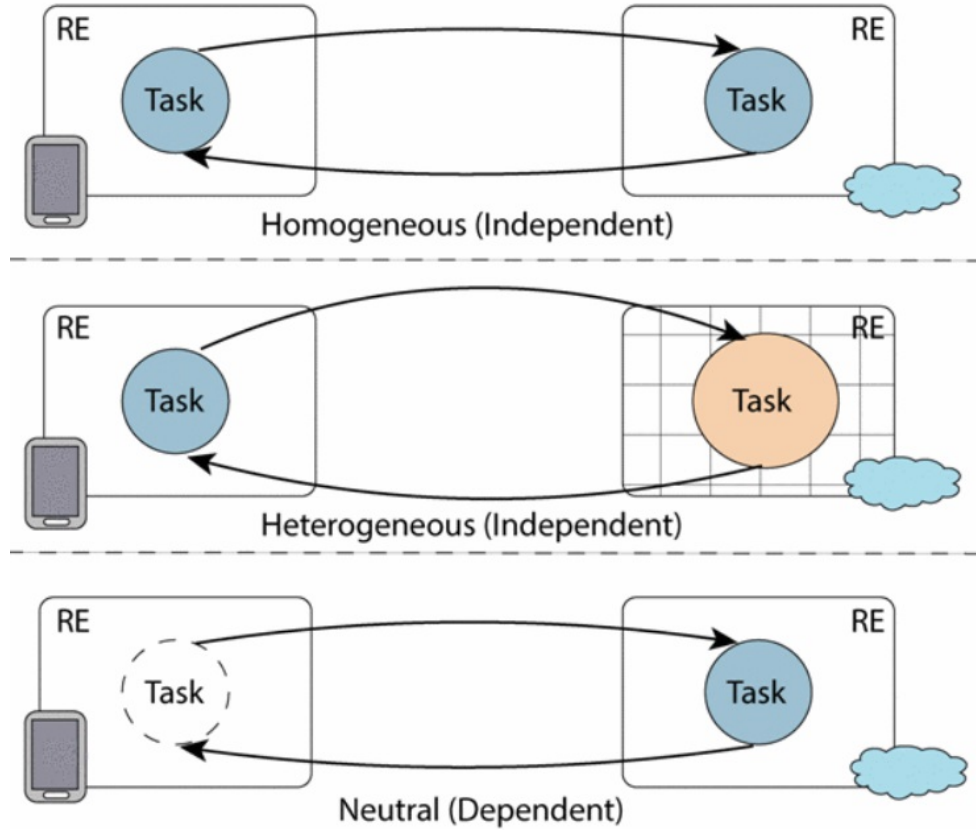 RE
RE
Task
Task
Homogeneous (Independent)
RE
RE
Task
Task
Heterogeneous (Independent)
RE
RE
Task
Task
Neutral (Dependent)